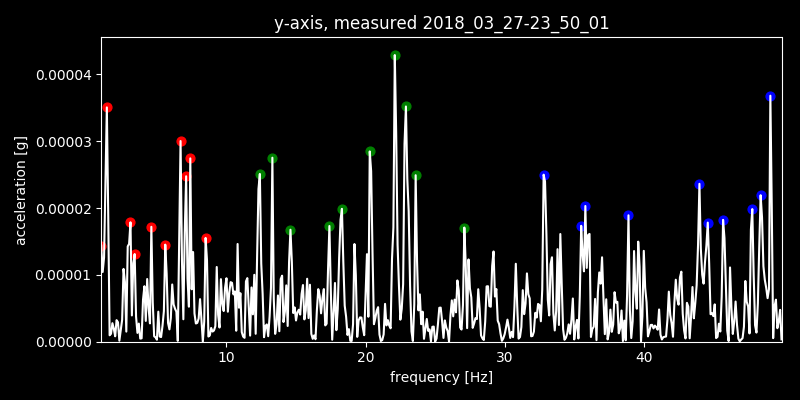 y-axis, measured 2018_03_27-23_50_01
0.00004
0.00003
0.00002
0.00001
0.00000
acceleration [g]
10 20 30 40
frequency [Hz]